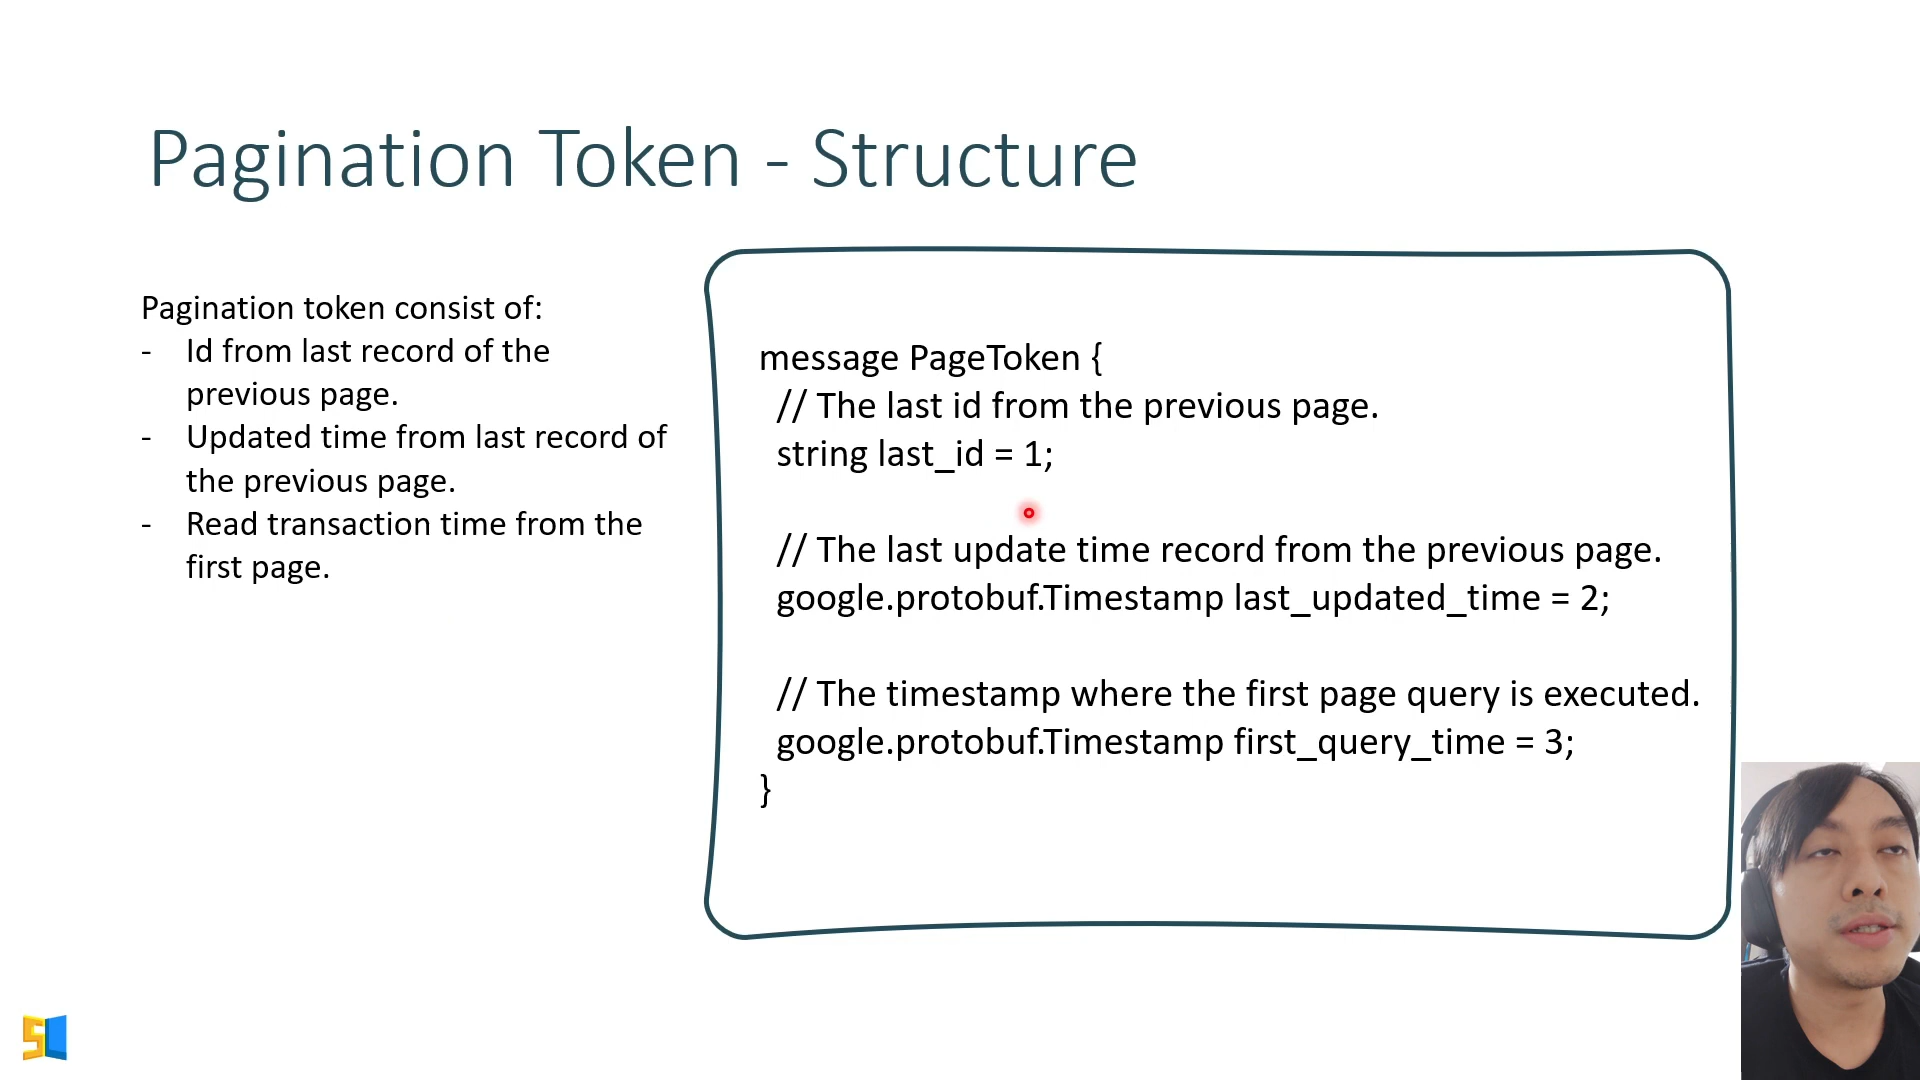 Pagination Token - Structure
Pagination token consist of:
- Id from last record of the
previous page.
- Updated time from last record of
the previous page.
- Read transaction time from the
first page.
message PageToken {
// The last id from the previous page.
string last_id = 1;
// The last update time record from the previous page.
google.protobuf.Timestamp last_updated_time = 2;
// The timestamp where the first page query is executed.
google.protobuf.Timestamp first_query_time = 3;
}